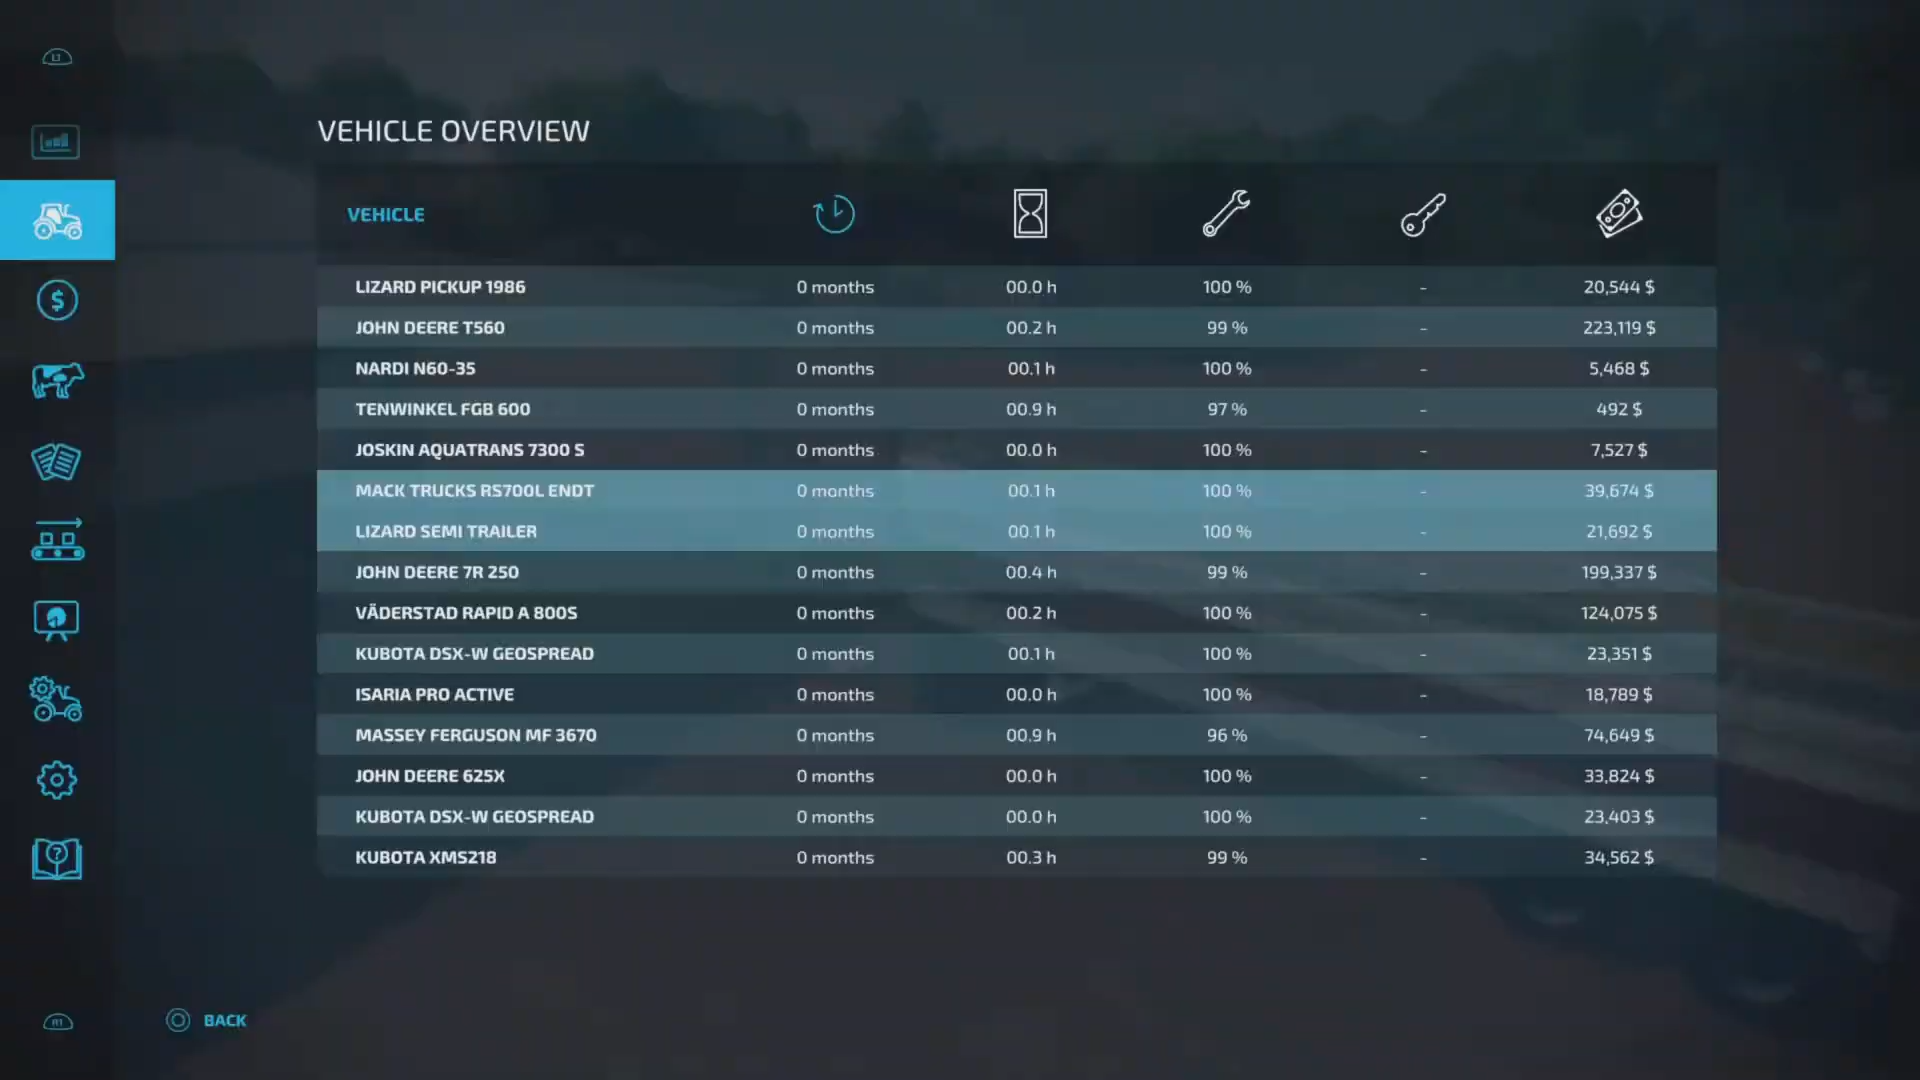 VEHICLE OVERVIEW
VEHICLE
LIZARD PICKUP 1986 0 months 00.0 h 100 % - 20,544 $
JOHN DEERE T560 0 months 00.2 h 99 % - 223,119 $
NARDI N60-35 0 months 00.1 h 100 % - 5,468 $
TENWINKEL FGB 600 0 months 00.9 h 97 % - 492 $
JOSKIN AQUATRANS 7300 S 0 months 00.0 h 100 % - 7,527 $
MACK TRUCKS RS700L ENDT 0 months 00.1 h 100 % - 39,674 $
LIZARD SEMI TRAILER 0 months 00.1 h 100 % - 21,692 $
JOHN DEERE 7R 250 0 months 00.4 h 99 % - 199,337 $
VÄDERSTAD RAPID A 800S 0 months 00.2 h 100 % - 124,075 $
KUBOTA DSX-W GEOSPREAD 0 months 00.1 h 100 % - 23,351 $
ISARIA PRO ACTIVE 0 months 00.0 h 100 % - 18,789 $
MASSEY FERGUSON MF 3670 0 months 00.9 h 96 % - 74,649 $
JOHN DEERE 625X 0 months 00.0 h 100 % - 33,824 $
KUBOTA DSX-W GEOSPREAD 0 months 00.0 h 100 % - 23,403 $
KUBOTA XMS218 0 months 00.3 h 99 % - 34,562 $
BACK